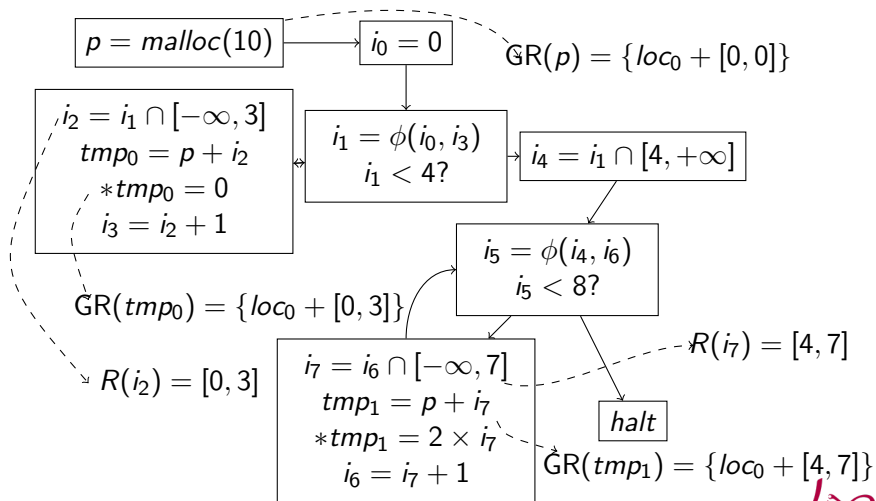 p = malloc(10)
i₀ = 0
GR(p) = {loc₀ + [0, 0]}
i₂ = i₁ ∩ [−∞, 3]
tmp₀ = p + i₂
*tmp₀ = 0
i₃ = i₂ + 1
i₁ = ϕ(i₀, i₃)
i₁ < 4?
i₄ = i₁ ∩ [4, +∞]
i₅ = ϕ(i₄, i₆)
i₅ < 8?
GR(tmp₀) = {loc₀ + [0, 3]}
R(i₂) = [0, 3]
i₇ = i₆ ∩ [−∞, 7]
tmp₁ = p + i₇
*tmp₁ = 2 × i₇
i₆ = i₇ + 1
R(i₇) = [4, 7]
halt
GR(tmp₁) = {loc₀ + [4, 7]}